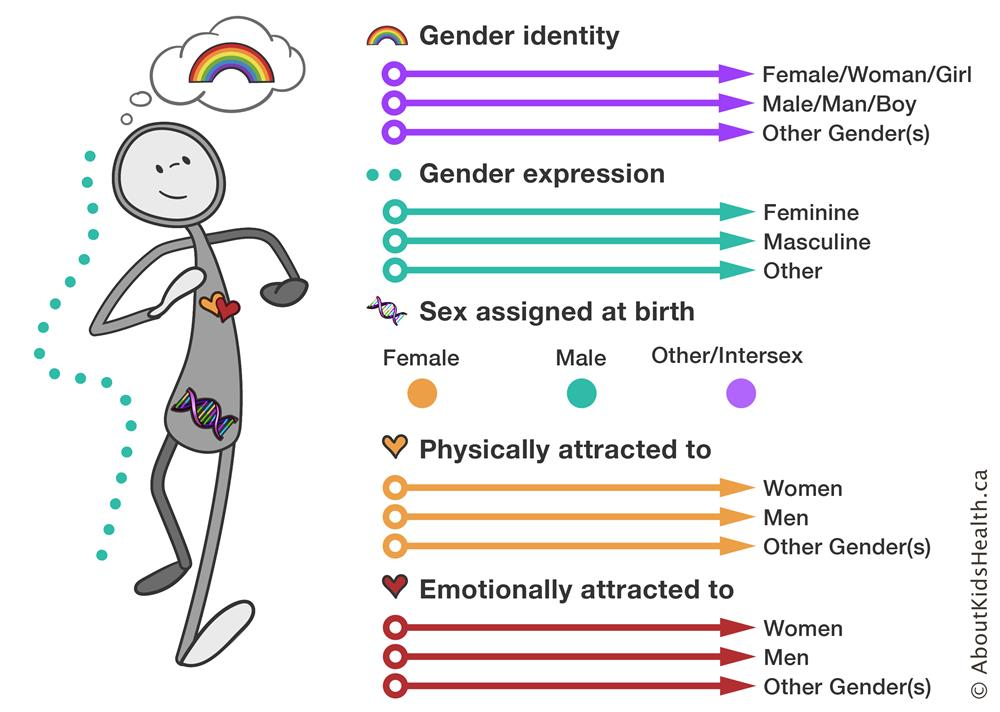 Gender identity
Female/Woman/Girl
Male/Man/Boy
Other Gender(s)
Gender expression
Feminine
Masculine
Other
Sex assigned at birth
Female Male Other/Intersex
Physically attracted to
Women
Men
Other Gender(s)
Emotionally attracted to
Women
Men
Other Gender(s)
© AboutKidsHealth.ca